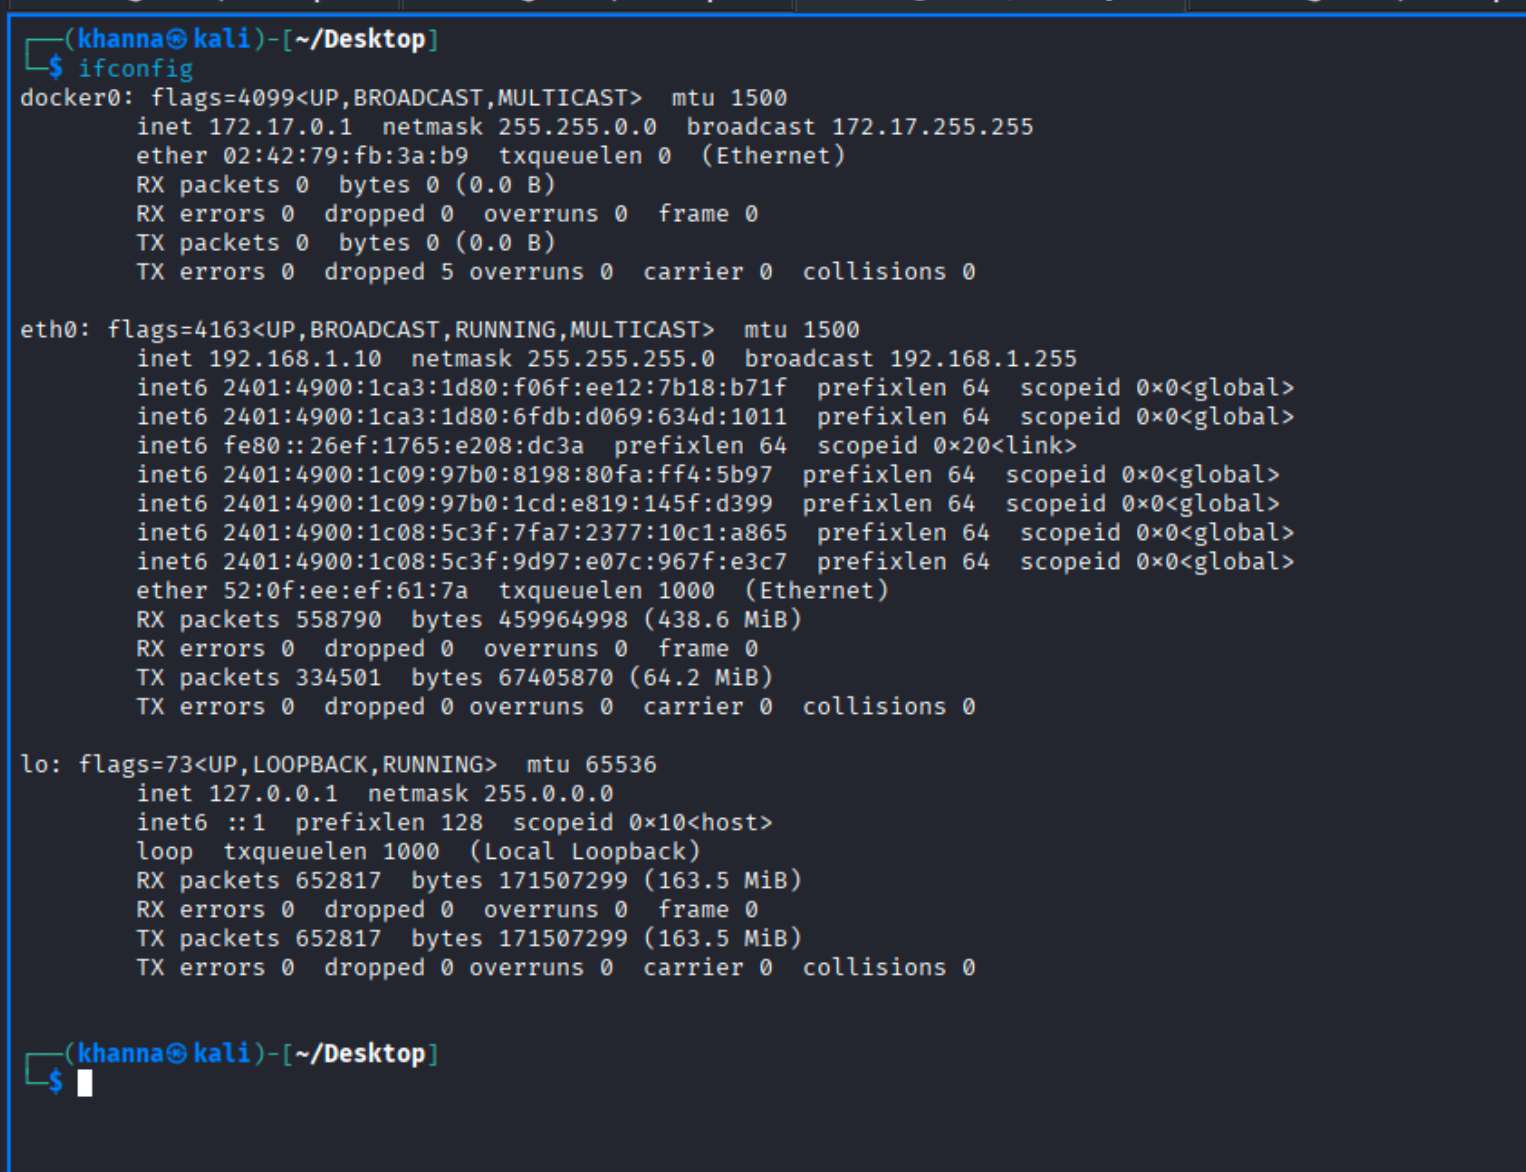 ┌──(khanna㉿kali)-[~/Desktop]
└─$ ifconfig
docker0: flags=4099<UP,BROADCAST,MULTICAST>  mtu 1500
        inet 172.17.0.1  netmask 255.255.0.0  broadcast 172.17.255.255
        ether 02:42:79:fb:3a:b9  txqueuelen 0  (Ethernet)
        RX packets 0  bytes 0 (0.0 B)
        RX errors 0  dropped 0  overruns 0  frame 0
        TX packets 0  bytes 0 (0.0 B)
        TX errors 0  dropped 5 overruns 0  carrier 0  collisions 0

eth0: flags=4163<UP,BROADCAST,RUNNING,MULTICAST>  mtu 1500
        inet 192.168.1.10  netmask 255.255.255.0  broadcast 192.168.1.255
        inet6 2401:4900:1ca3:1d80:f06f:ee12:7b18:b71f  prefixlen 64  scopeid 0×0<global>
        inet6 2401:4900:1ca3:1d80:6fdb:d069:634d:1011  prefixlen 64  scopeid 0×0<global>
        inet6 fe80::26ef:1765:e208:dc3a  prefixlen 64  scopeid 0×20<link>
        inet6 2401:4900:1c09:97b0:8198:80fa:ff4:5b97  prefixlen 64  scopeid 0×0<global>
        inet6 2401:4900:1c09:97b0:1cd:e819:145f:d399  prefixlen 64  scopeid 0×0<global>
        inet6 2401:4900:1c08:5c3f:7fa7:2377:10c1:a865  prefixlen 64  scopeid 0×0<global>
        inet6 2401:4900:1c08:5c3f:9d97:e07c:967f:e3c7  prefixlen 64  scopeid 0×0<global>
        ether 52:0f:ee:ef:61:7a  txqueuelen 1000  (Ethernet)
        RX packets 558790  bytes 459964998 (438.6 MiB)
        RX errors 0  dropped 0  overruns 0  frame 0
        TX packets 334501  bytes 67405870 (64.2 MiB)
        TX errors 0  dropped 0 overruns 0  carrier 0  collisions 0

lo: flags=73<UP,LOOPBACK,RUNNING>  mtu 65536
        inet 127.0.0.1  netmask 255.0.0.0
        inet6 ::1  prefixlen 128  scopeid 0×10<host>
        loop  txqueuelen 1000  (Local Loopback)
        RX packets 652817  bytes 171507299 (163.5 MiB)
        RX errors 0  dropped 0  overruns 0  frame 0
        TX packets 652817  bytes 171507299 (163.5 MiB)
        TX errors 0  dropped 0 overruns 0  carrier 0  collisions 0

┌──(khanna㉿kali)-[~/Desktop]
└─$